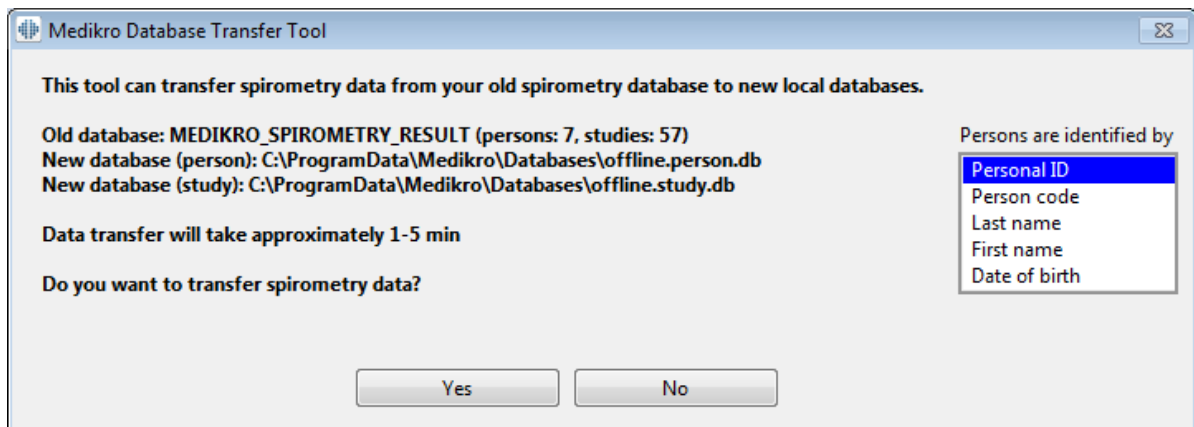 Medikro Database Transfer Tool
This tool can transfer spirometry data from your old spirometry database to new local databases.
Old database: MEDIKRO_SPIROMETRY_RESULT (persons: 7, studies: 57)
New database (person): C:\ProgramData\Medikro\Databases\offline.person.db
New database (study): C:\ProgramData\Medikro\Databases\offline.study.db
Data transfer will take approximately 1-5 min
Do you want to transfer spirometry data?
Persons are identified by
Personal ID
Person code
Last name
First name
Date of birth
Yes
No